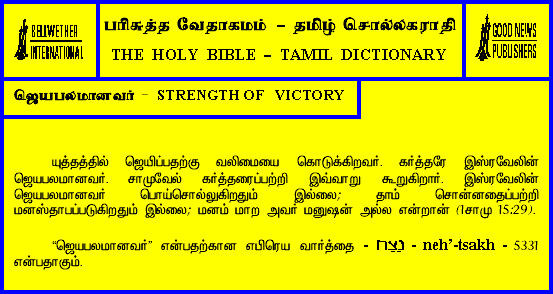 BELLWETHER
INTERNATIONAL
பரிசுத்த வேதாகமம் – தமிழ் சொல்லகராதி
THE HOLY BIBLE – TAMIL DICTIONARY
GOOD NEWS
PUBLISHERS
ஜெயபலமானவர் - STRENGTH OF VICTORY
யுத்தத்தில் ஜெயிப்பதற்கு வலிமையை கொடுக்கிறவர். கர்த்தரே இஸ்ரவேலின்
ஜெயபலமானவர். சாமுவேல் கர்த்தரைப்பற்றி இவ்வாறு கூறுகிறார். இஸ்ரவேலின்
ஜெயபலமானவர் பொய்சொல்லுகிறதும் இல்லை; தாம் சொன்னதைப்பற்றி
மனஸ்தாபப்படுகிறதும் இல்லை; மனம் மாற அவர் மனுஷன் அல்ல என்றான் (1சாமு 15:29).
“ஜெயபலமானவர்” என்பதற்கான எபிரெய வார்த்தை - נֵצַח - neh’-tsakh - 5331
என்பதாகும்.